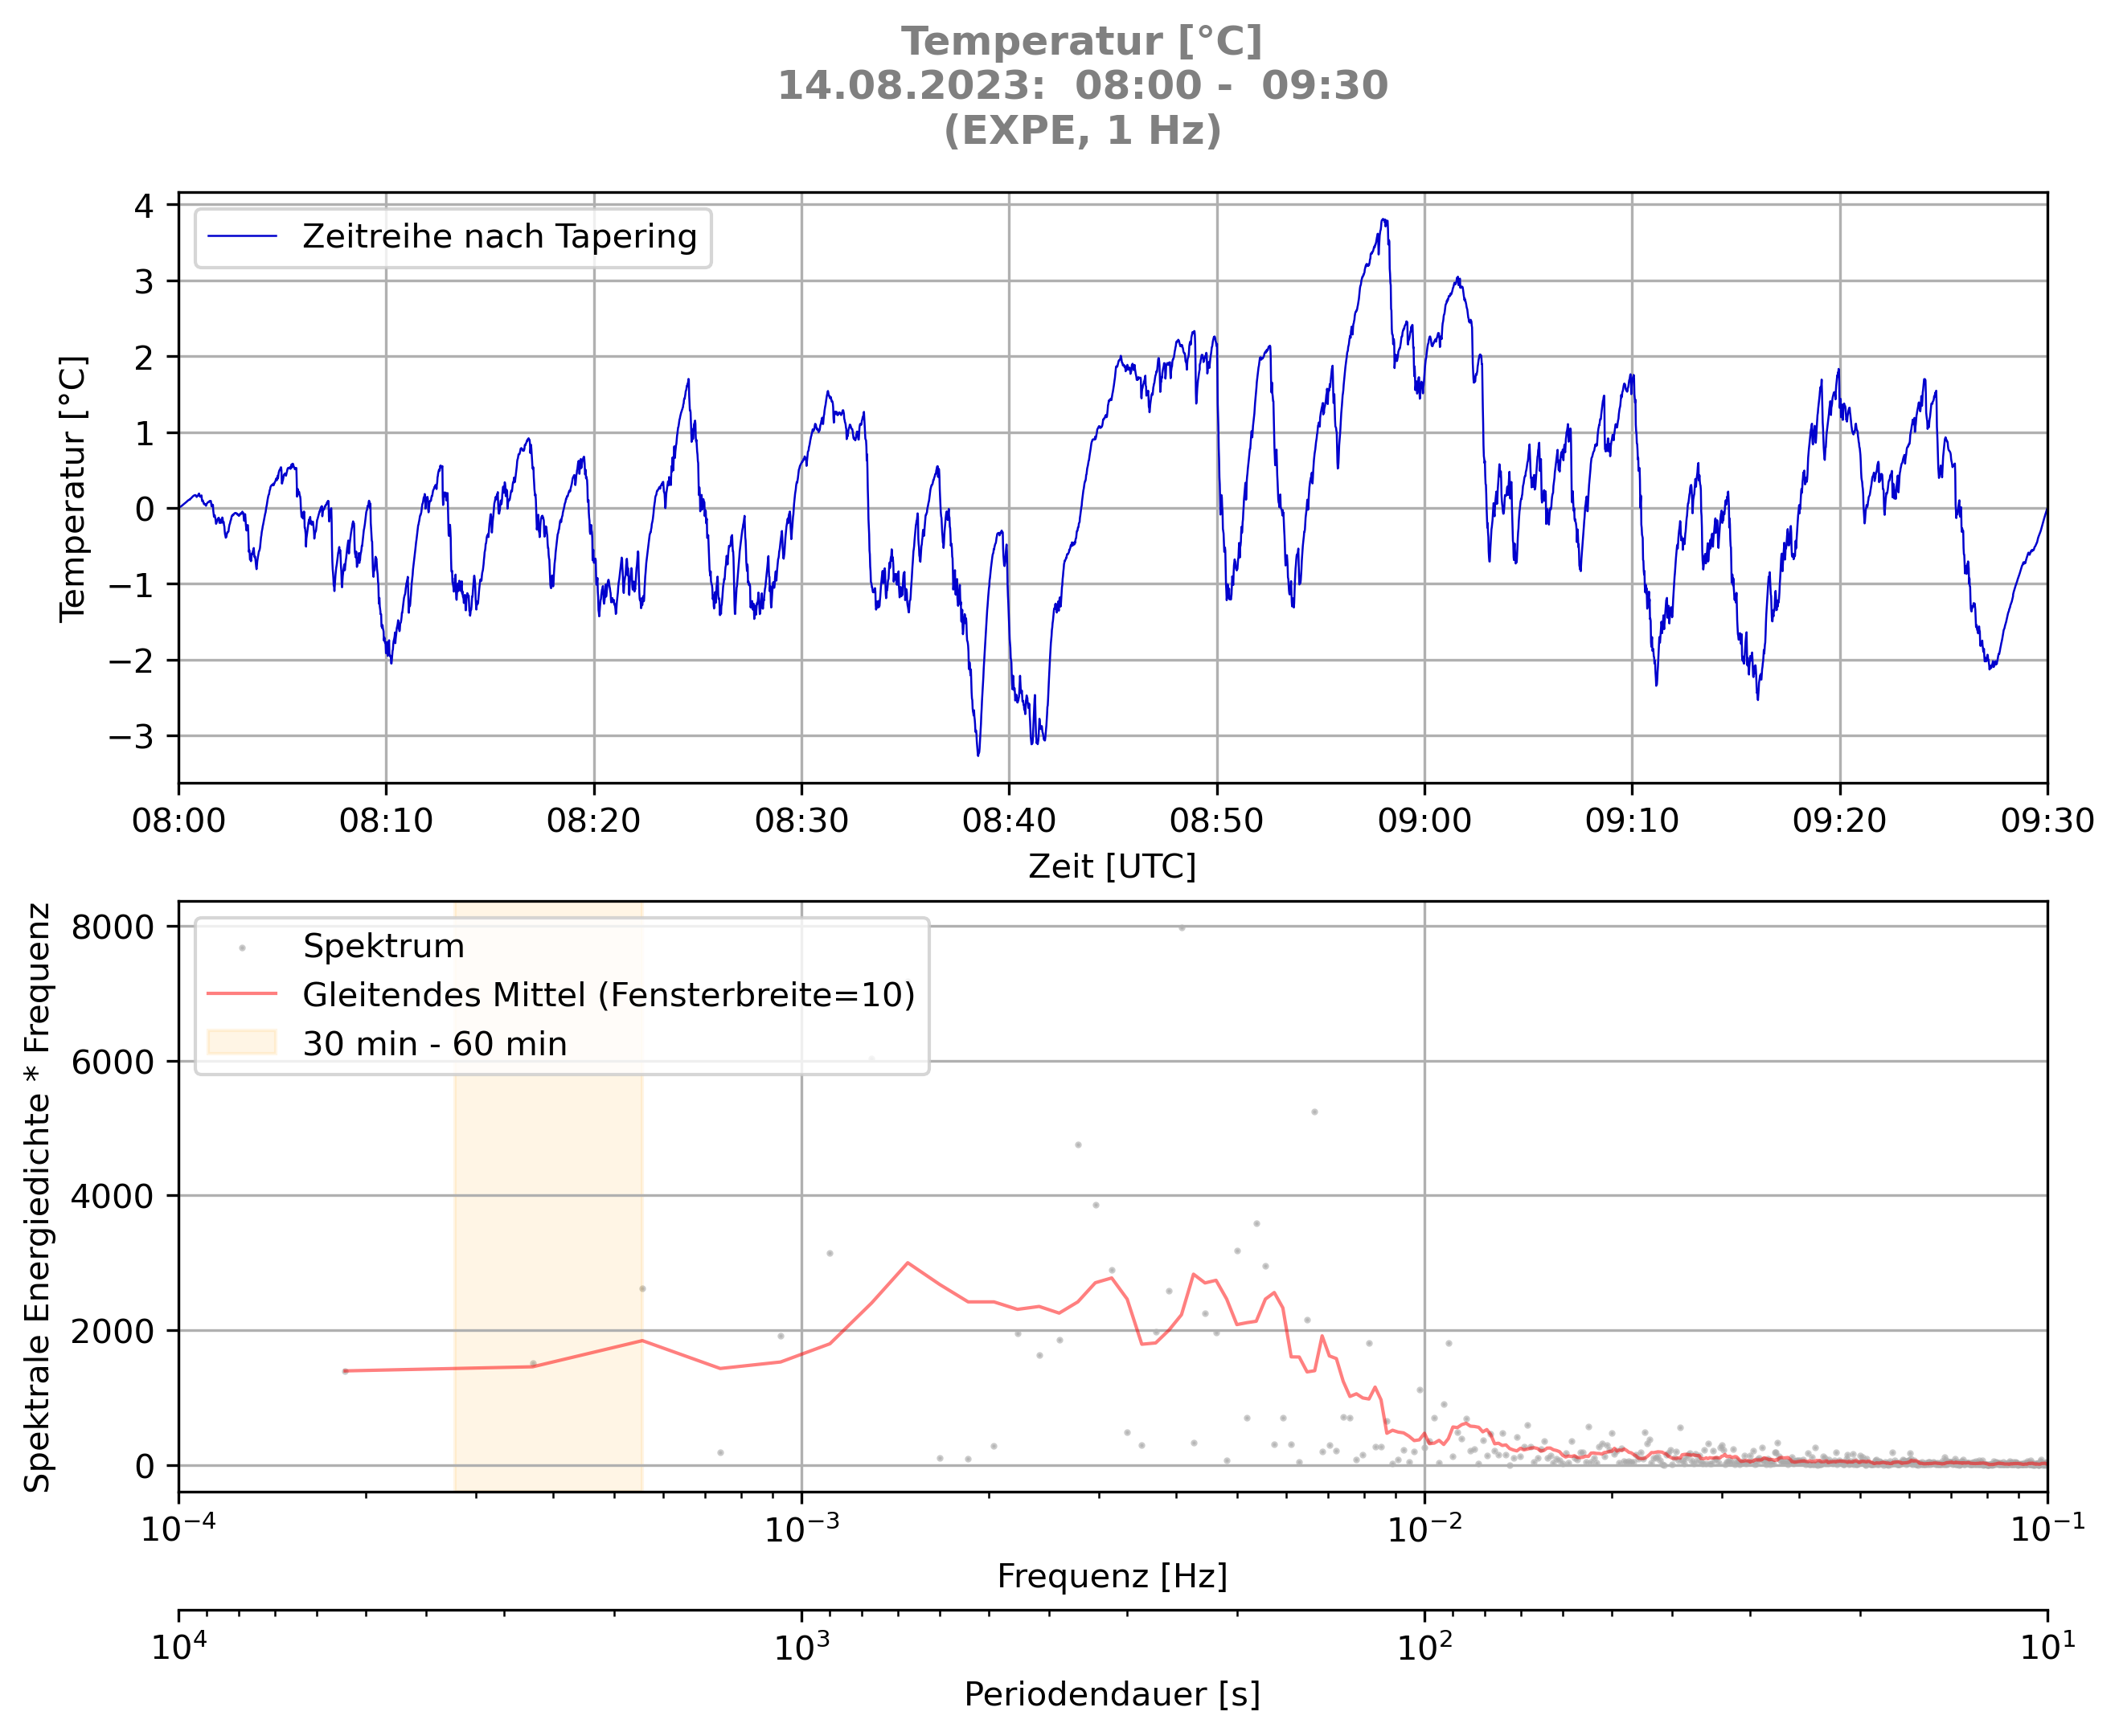 Temperatur [°C]
14.08.2023:  08:00 -  09:30
(EXPE, 1 Hz)
Temperatur [°C]
4
3
2
1
0
−1
−2
−3
Zeitreihe nach Tapering
08:00 08:10 08:20 08:30 08:40 08:50 09:00 09:10 09:20 09:30
Zeit [UTC]
Spektrale Energiedichte * Frequenz
8000
6000
4000
2000
0
Spektrum
Gleitendes Mittel (Fensterbreite=10)
30 min - 60 min
10⁻⁴ 10⁻³ 10⁻² 10⁻¹
Frequenz [Hz]
10⁴ 10³ 10² 10¹
Periodendauer [s]